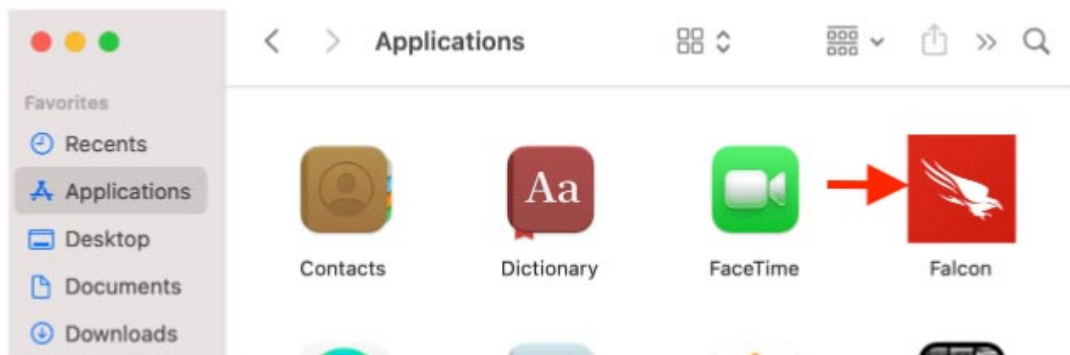 Applications
Favorites
Recents
Applications
Desktop
Documents
Downloads
Aa
Contacts
Dictionary
FaceTime
Falcon